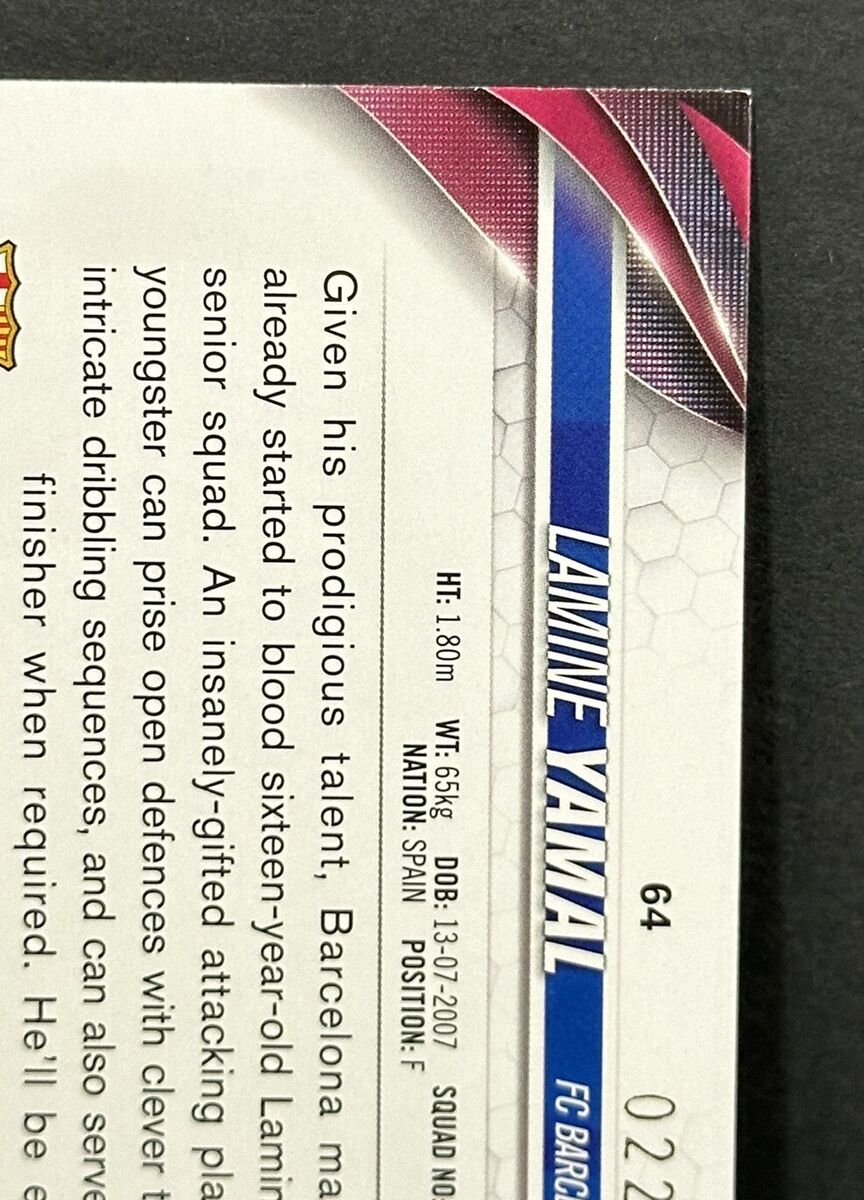 64
022
LAMINE YAMAL FC BARC
HT: 1.80m WT: 65kg DOB: 13-07-2007 SQUAD NO.
NATION: SPAIN POSITION: F
Given his prodigious talent, Barcelona ma
already started to blood sixteen-year-old Lamin
senior squad. An insanely-gifted attacking pla
youngster can prise open defences with clever t
intricate dribbling sequences, and can also serve
finisher when required. He'll be e